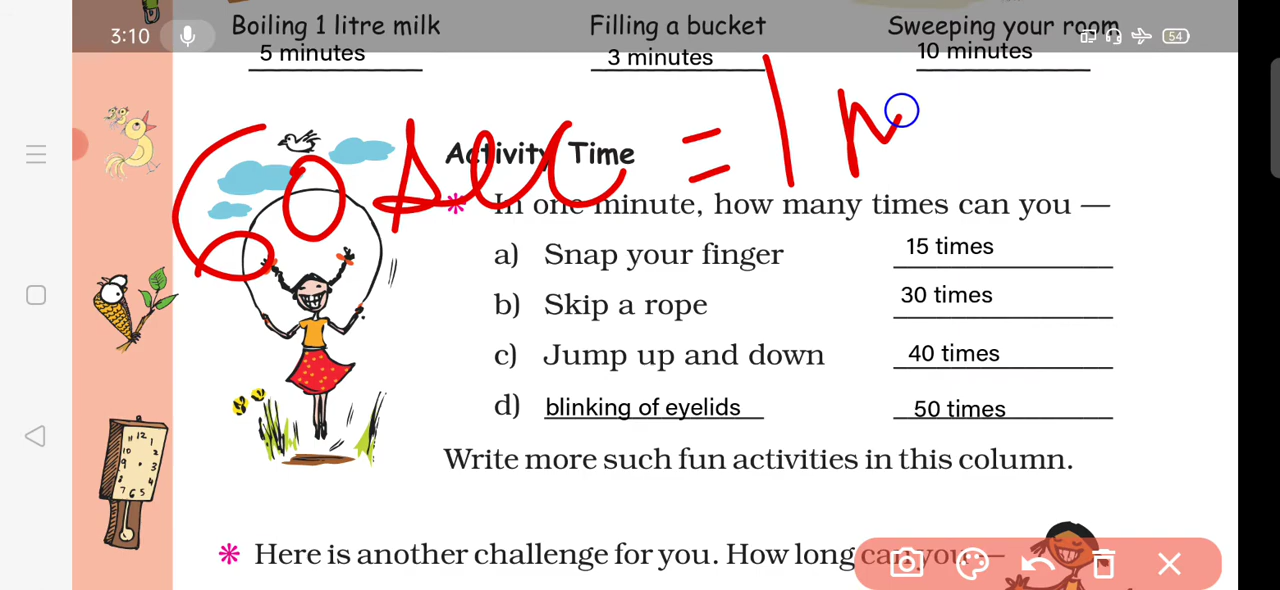 Boiling 1 litre milk Filling a bucket Sweeping your room
3:10 54
5 minutes 3 minutes 10 minutes
60 sec = 1 m
Activity Time
In one minute, how many times can you —
a) Snap your finger 15 times
b) Skip a rope 30 times
c) Jump up and down 40 times
d) blinking of eyelids 50 times
Write more such fun activities in this column.
Here is another challenge for you. How long can you —